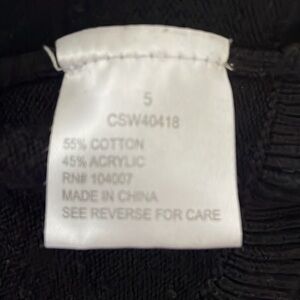 5
CSW40418
55% COTTON
45% ACRYLIC
RN# 104007
MADE IN CHINA
SEE REVERSE FOR CARE